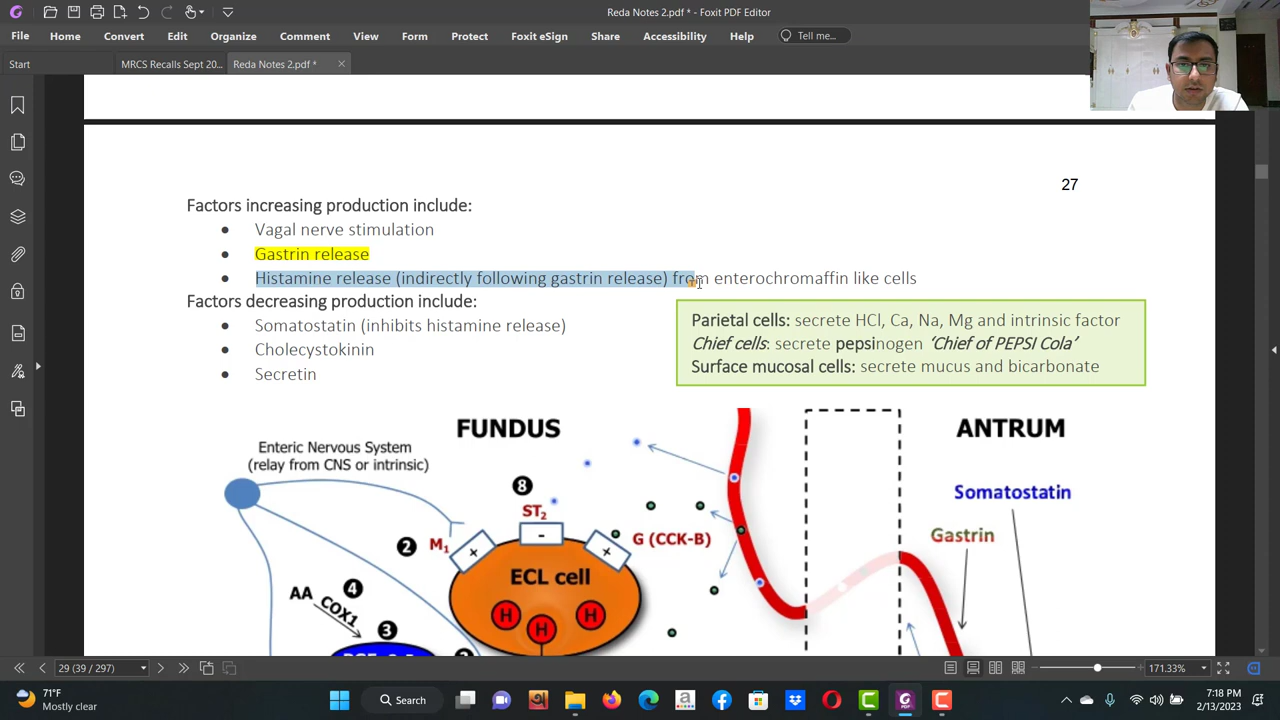 Reda Notes 2.pdf * - Foxit PDF Editor
File Home Convert Edit Organize Comment View Form Protect Foxit eSign Share Accessibility Help Tell me...
Start MRCS Recalls Sept 20... Reda Notes 2.pdf *
27
Factors increasing production include:
• Vagal nerve stimulation
• Gastrin release
• Histamine release (indirectly following gastrin release) from enterochromaffin like cells
Factors decreasing production include:
• Somatostatin (inhibits histamine release)
• Cholecystokinin
• Secretin
Parietal cells: secrete HCl, Ca, Na, Mg and intrinsic factor
Chief cells: secrete pepsinogen ‘Chief of PEPSI Cola’
Surface mucosal cells: secrete mucus and bicarbonate
FUNDUS
ANTRUM
Enteric Nervous System
(relay from CNS or intrinsic)
8
ST2
Somatostatin
Gastrin
2
M1
+
-
+
G (CCK-B)
ECL cell
4
AA
COX1
H
H
H
3
29 (39 / 297)
171.33%
71°F
Mostly clear
Search
7:18 PM
2/13/2023